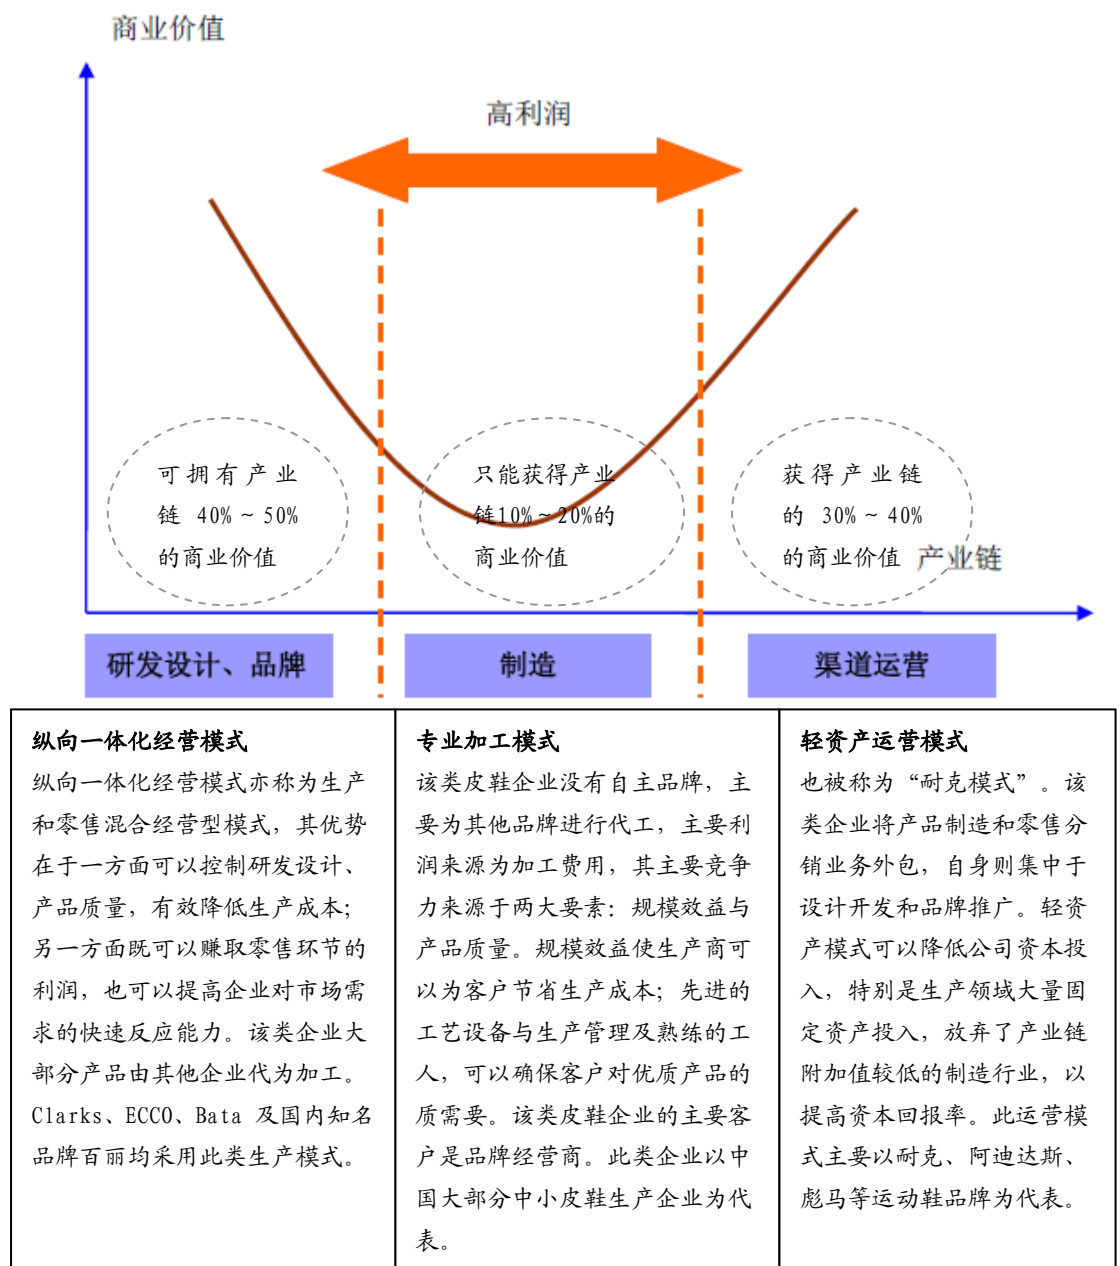 商业价值
高利润
可拥有产业
链 40%~50%
的商业价值
只能获得产业
链10%~20%的
商业价值
获得产业链
的 30%~40%
的商业价值
产业链
研发设计、品牌
制造
渠道运营
纵向一体化经营模式
纵向一体化经营模式亦称为生产
和零售混合经营型模式，其优势
在于一方面可以控制研发设计、
产品质量，有效降低生产成本；
另一方面既可以赚取零售环节的
利润，也可以提高企业对市场需
求的快速反应能力。该类企业大
部分产品由其他企业代为加工。
Clarks、ECCO、Bata 及国内知名
品牌百丽均采用此类生产模式。
专业加工模式
该类皮鞋企业没有自主品牌，主
要为其他品牌进行代工，主要利
润来源为加工费用，其主要竞争
力来源于两大要素：规模效益与
产品质量。规模效益使生产商可
以为客户节省生产成本；先进的
工艺设备与生产管理及熟练的工
人，可以确保客户对优质产品的
质需要。该类皮鞋企业的主要客
户是品牌经营商。此类企业以中
国大部分中小皮鞋生产企业为代
表。
轻资产运营模式
也被称为“耐克模式”。该
类企业将产品制造和零售分
销业务外包，自身则集中于
设计开发和品牌推广。轻资
产模式可以降低公司资本投
入，特别是生产领域大量固
定资产投入，放弃了产业链
附加值较低的制造行业，以
提高资本回报率。此运营模
式主要以耐克、阿迪达斯、
彪马等运动鞋品牌为代表。